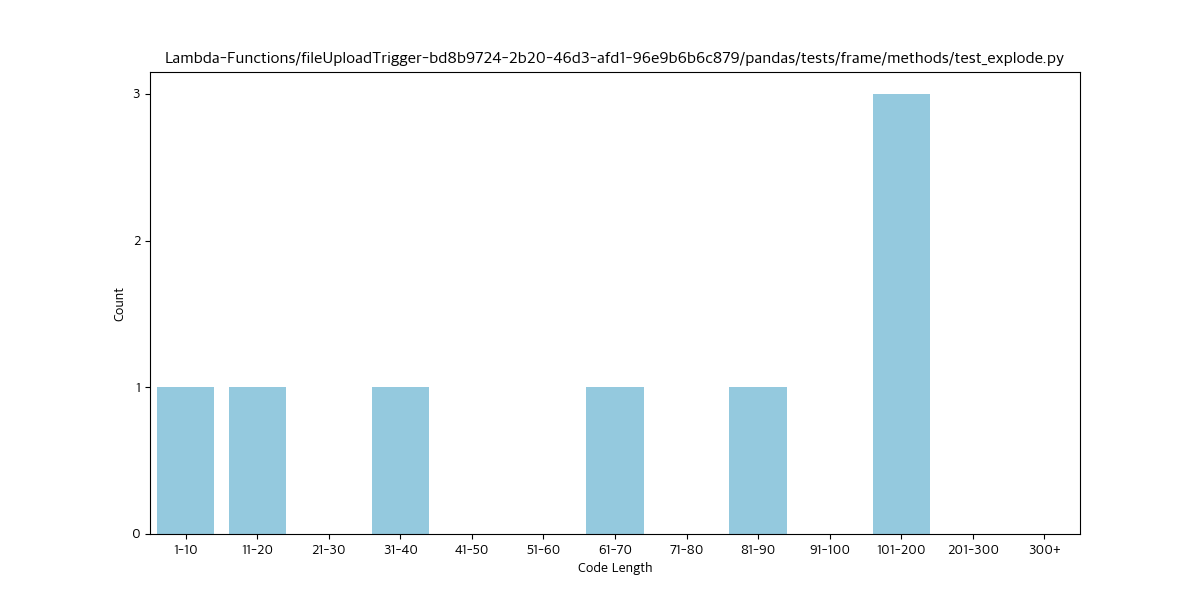 Lambda-Functions/fileUploadTrigger-bd8b9724-2b20-46d3-afd1-96e9b6b6c879/pandas/tests/frame/methods/test_explode.py
3
2
1
0
Count
1-10 11-20 21-30 31-40 41-50 51-60 61-70 71-80 81-90 91-100 101-200 201-300 300+
Code Length